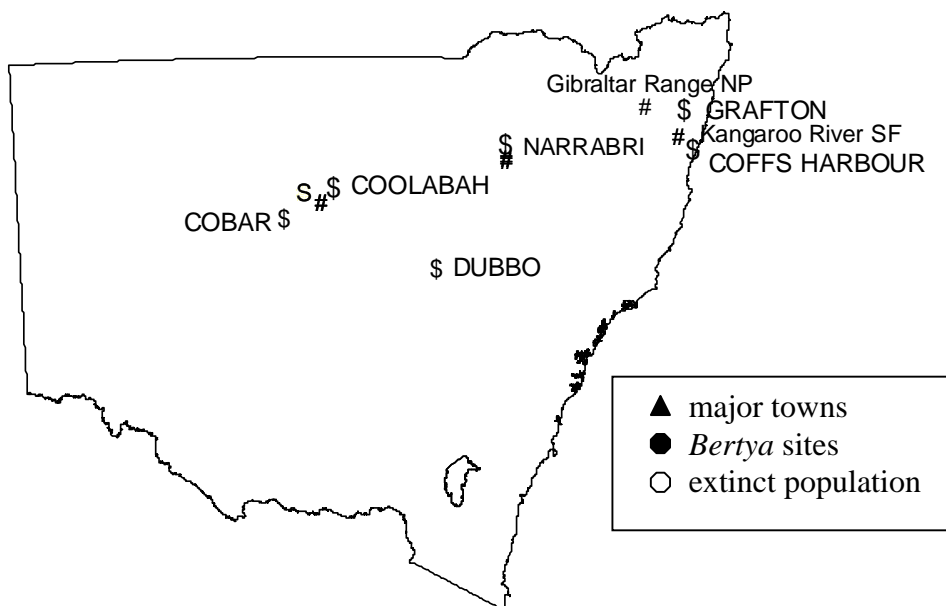 Gibraltar Range NP
# $ GRAFTON
# Kangaroo River SF
$ NARRABRI
#
$ COFFS HARBOUR
S $ COOLABAH
#
COBAR $
$ DUBBO
major towns
Bertya sites
extinct population